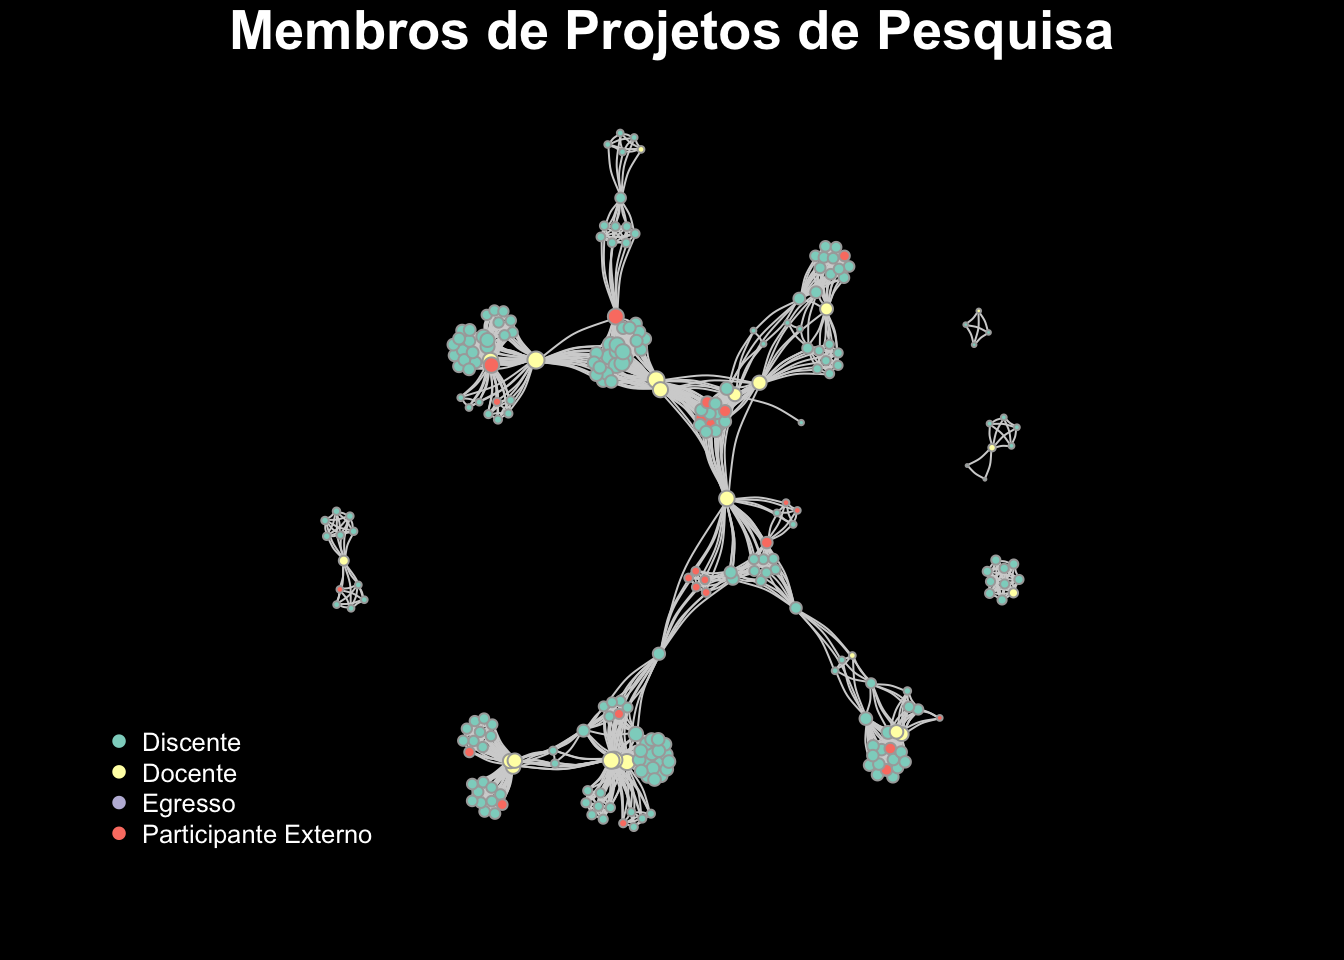 Membros de Projetos de Pesquisa
Discente
Docente
Egresso
Participante Externo